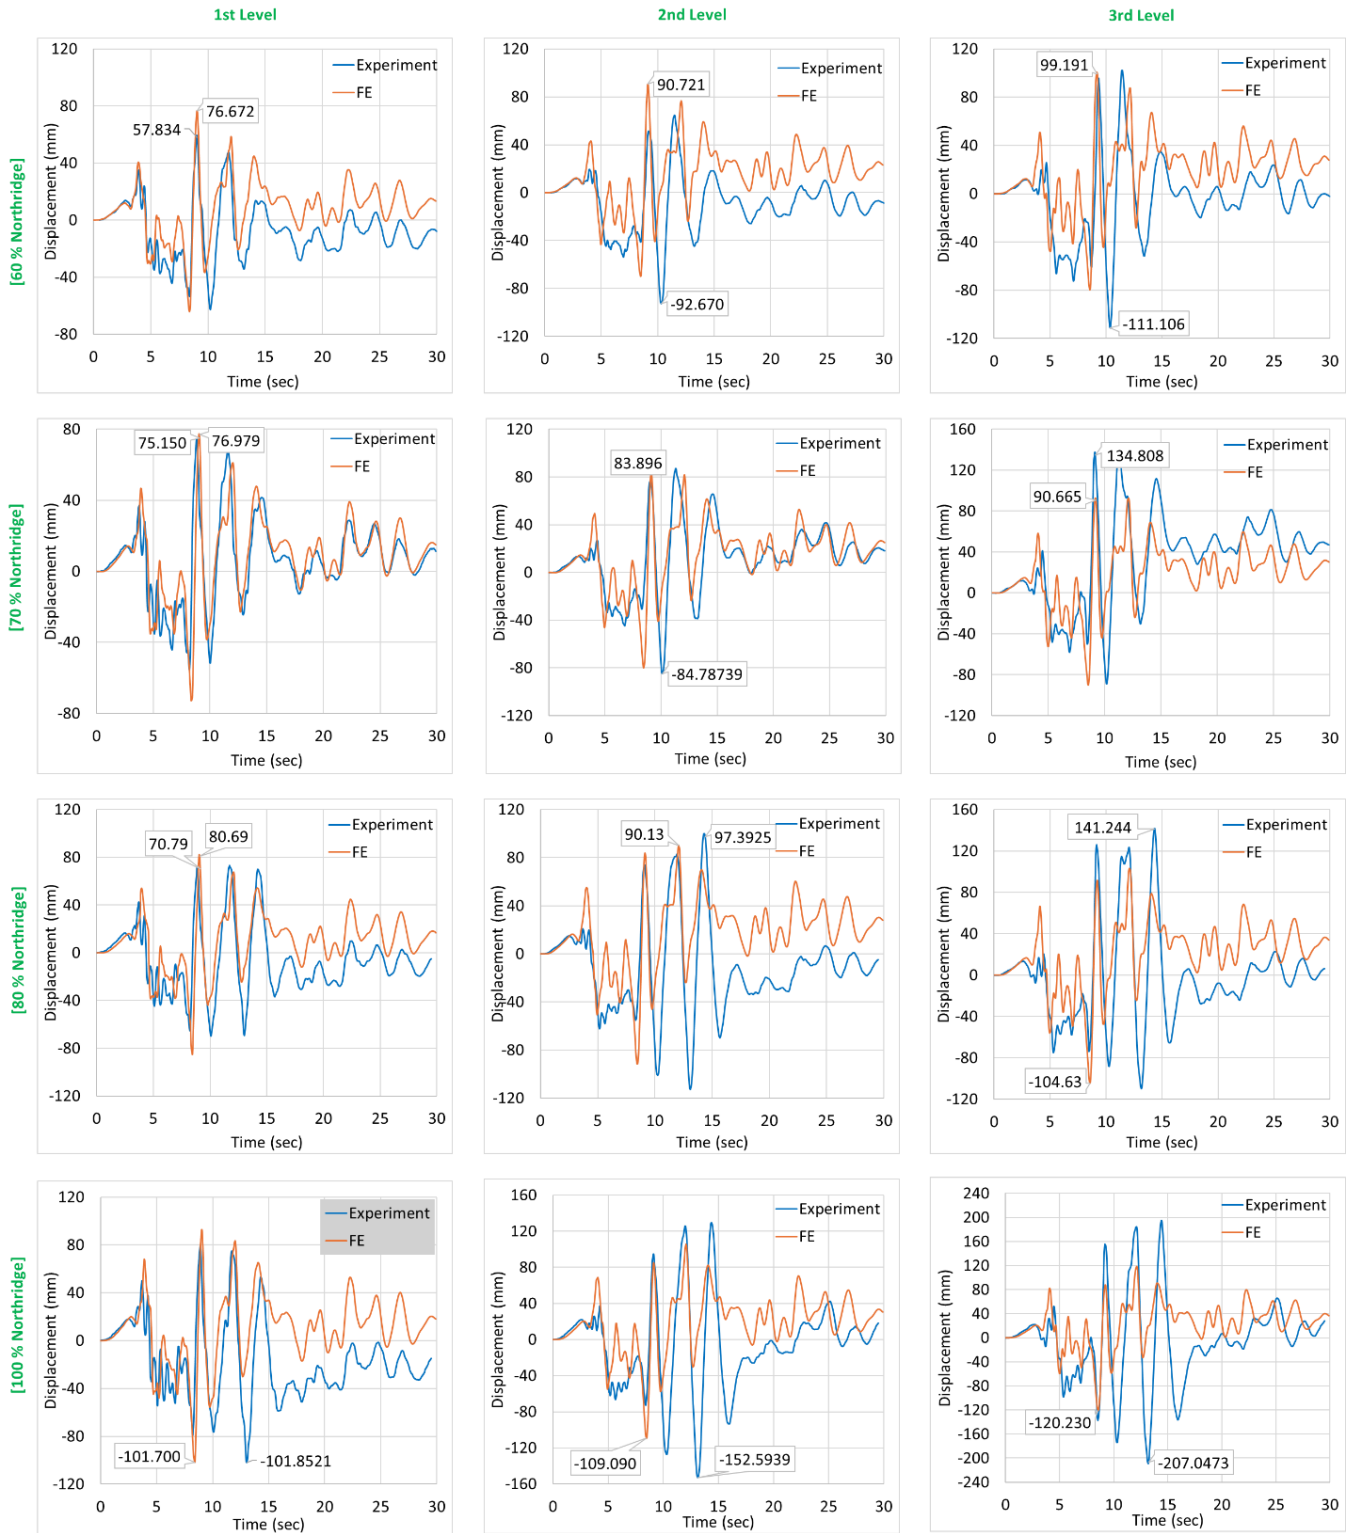 1st Level
2nd Level
3rd Level
[60 % Northridge]
Displacement (mm)
120
80
40
0
-40
-80
0 5 10 15 20 25 30
Time (sec)
Experiment
FE
57.834
76.672
Displacement (mm)
120
80
40
0
-40
-80
-120
0 5 10 15 20 25 30
Time (sec)
Experiment
FE
90.721
-92.670
Displacement (mm)
120
80
40
0
-40
-80
-120
0 5 10 15 20 25 30
Time (sec)
Experiment
FE
99.191
-111.106
[70 % Northridge]
Displacement (mm)
80
40
0
-40
-80
0 5 10 15 20 25 30
Time (sec)
Experiment
FE
75.150
76.979
Displacement (mm)
120
80
40
0
-40
-80
-120
0 5 10 15 20 25 30
Time (sec)
Experiment
FE
83.896
-84.78739
Displacement (mm)
160
120
80
40
0
-40
-80
-120
0 5 10 15 20 25 30
Time (sec)
Experiment
FE
134.808
90.665
[80 % Northridge]
Displacement (mm)
120
80
40
0
-40
-80
-120
0 5 10 15 20 25 30
Time (sec)
Experiment
FE
70.79
80.69
Displacement (mm)
120
80
40
0
-40
-80
-120
0 5 10 15 20 25 30
Time (sec)
Experiment
FE
90.13
97.3925
Displacement (mm)
160
120
80
40
0
-40
-80
-120
0 5 10 15 20 25 30
Time (sec)
Experiment
FE
141.244
-104.63
[100 % Northridge]
Displacement (mm)
120
80
40
0
-40
-80
-120
0 5 10 15 20 25 30
Time (sec)
Experiment
FE
-101.700
-101.8521
Displacement (mm)
160
120
80
40
0
-40
-80
-120
-160
0 5 10 15 20 25 30
Time (sec)
Experiment
FE
-109.090
-152.5939
Displacement (mm)
240
200
160
120
80
40
0
-40
-80
-120
-160
-200
-240
0 5 10 15 20 25 30
Time (sec)
Experiment
FE
-120.230
-207.0473